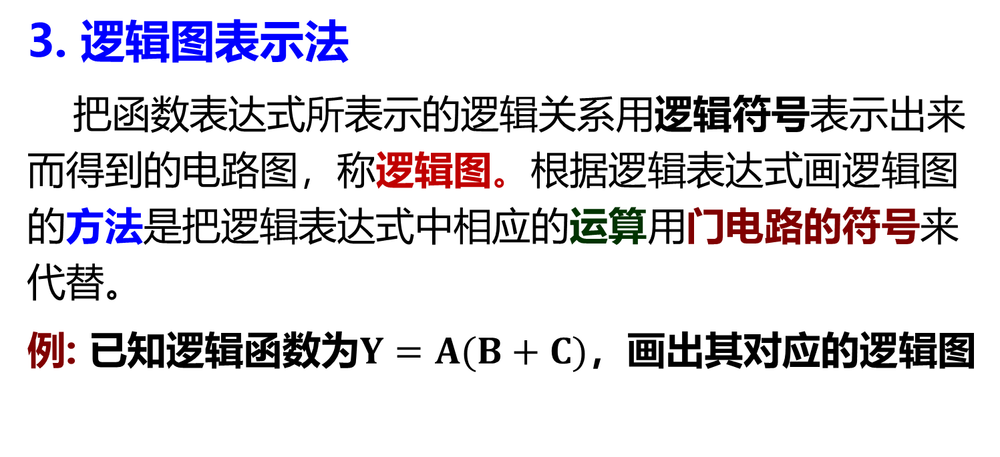 3. 逻辑图表示法
把函数表达式所表示的逻辑关系用逻辑符号表示出来
而得到的电路图，称逻辑图。根据逻辑表达式画逻辑图
的方法是把逻辑表达式中相应的运算用门电路的符号来
代替。
例: 已知逻辑函数为Y = A(B + C)，画出其对应的逻辑图